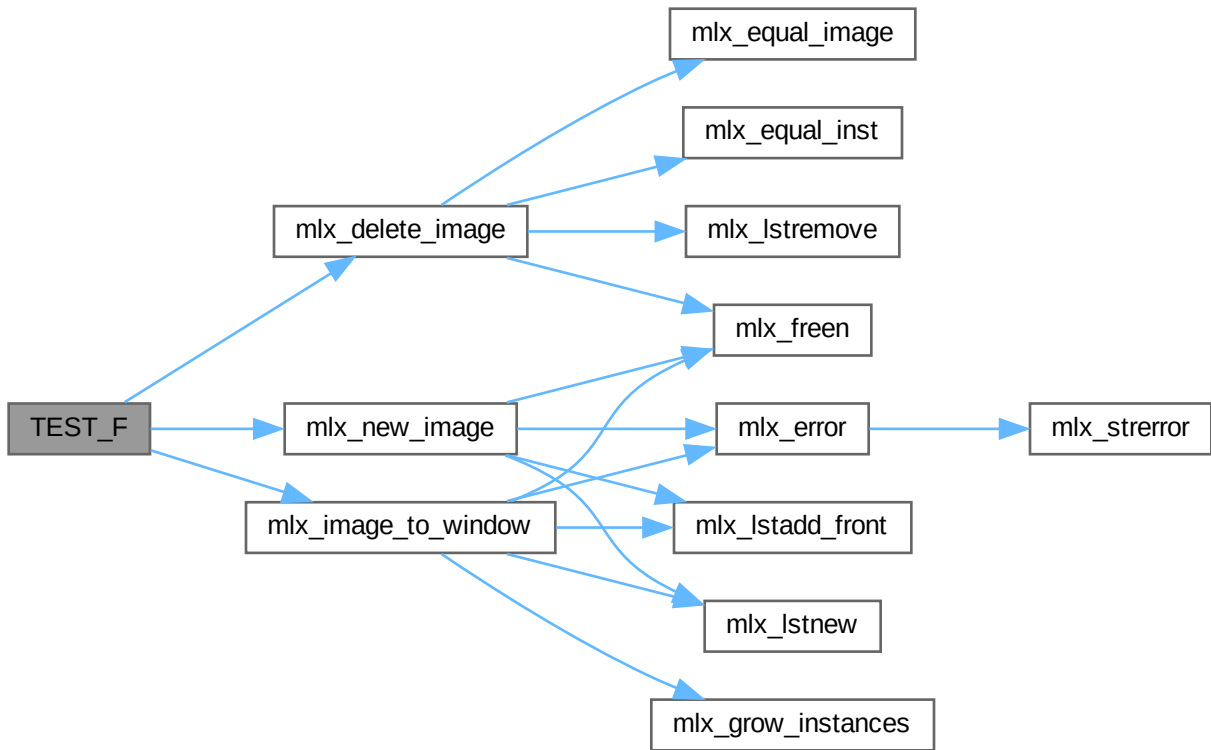 mlx_equal_image
mlx_equal_inst
mlx_delete_image
mlx_lstremove
mlx_freen
TEST_F
mlx_new_image
mlx_error
mlx_strerror
mlx_image_to_window
mlx_lstadd_front
mlx_lstnew
mlx_grow_instances